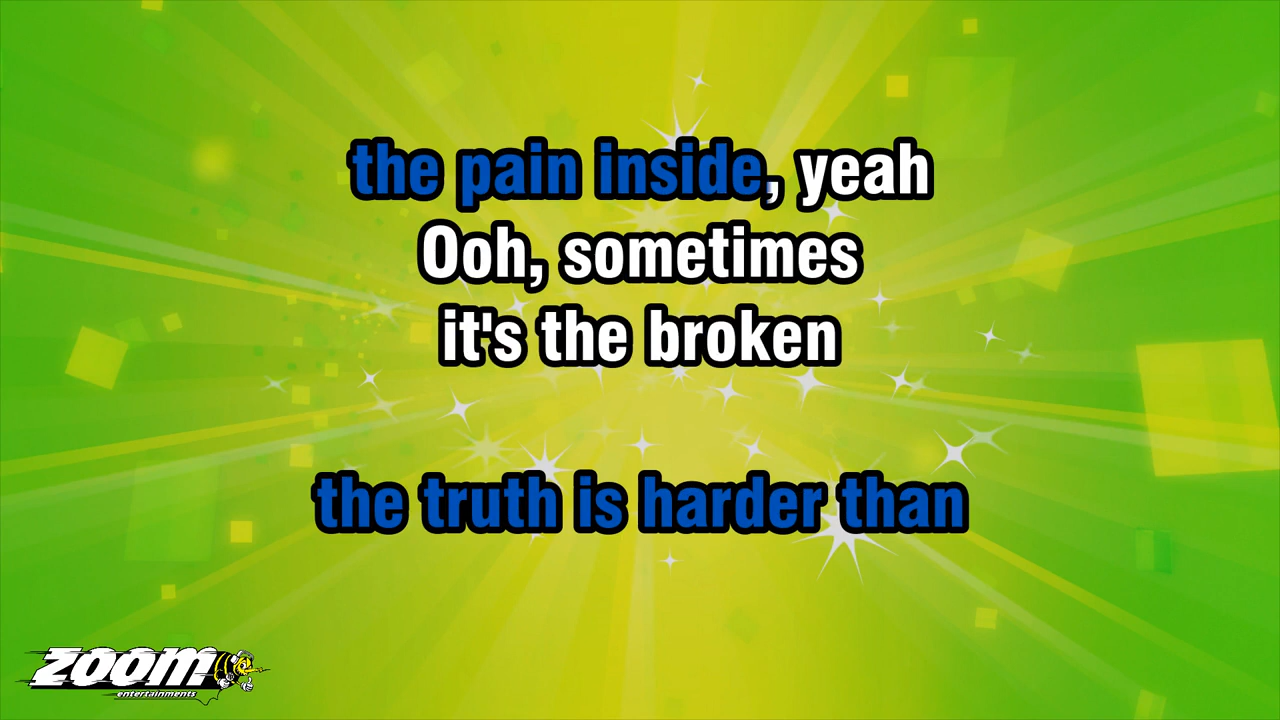 the pain inside, yeah
Ooh, sometimes
it's the broken
the truth is harder than
zoom
entertainments